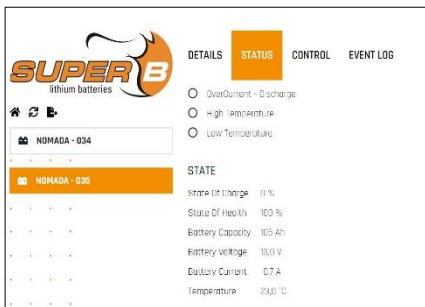 SUPER B
lithium batteries
DETAILS STATUS CONTROL EVENT LOG
OverCurrent - Discharge
High Temperature
Low Temperature
NOMADA - 034
NOMADA - 035
STATE
State Of Charge 0 %
State Of Health 100 %
Battery Capacity 105 Ah
Battery Voltage 13,0 V
Battery Current 0,7 A
Temperature 23,0 °C